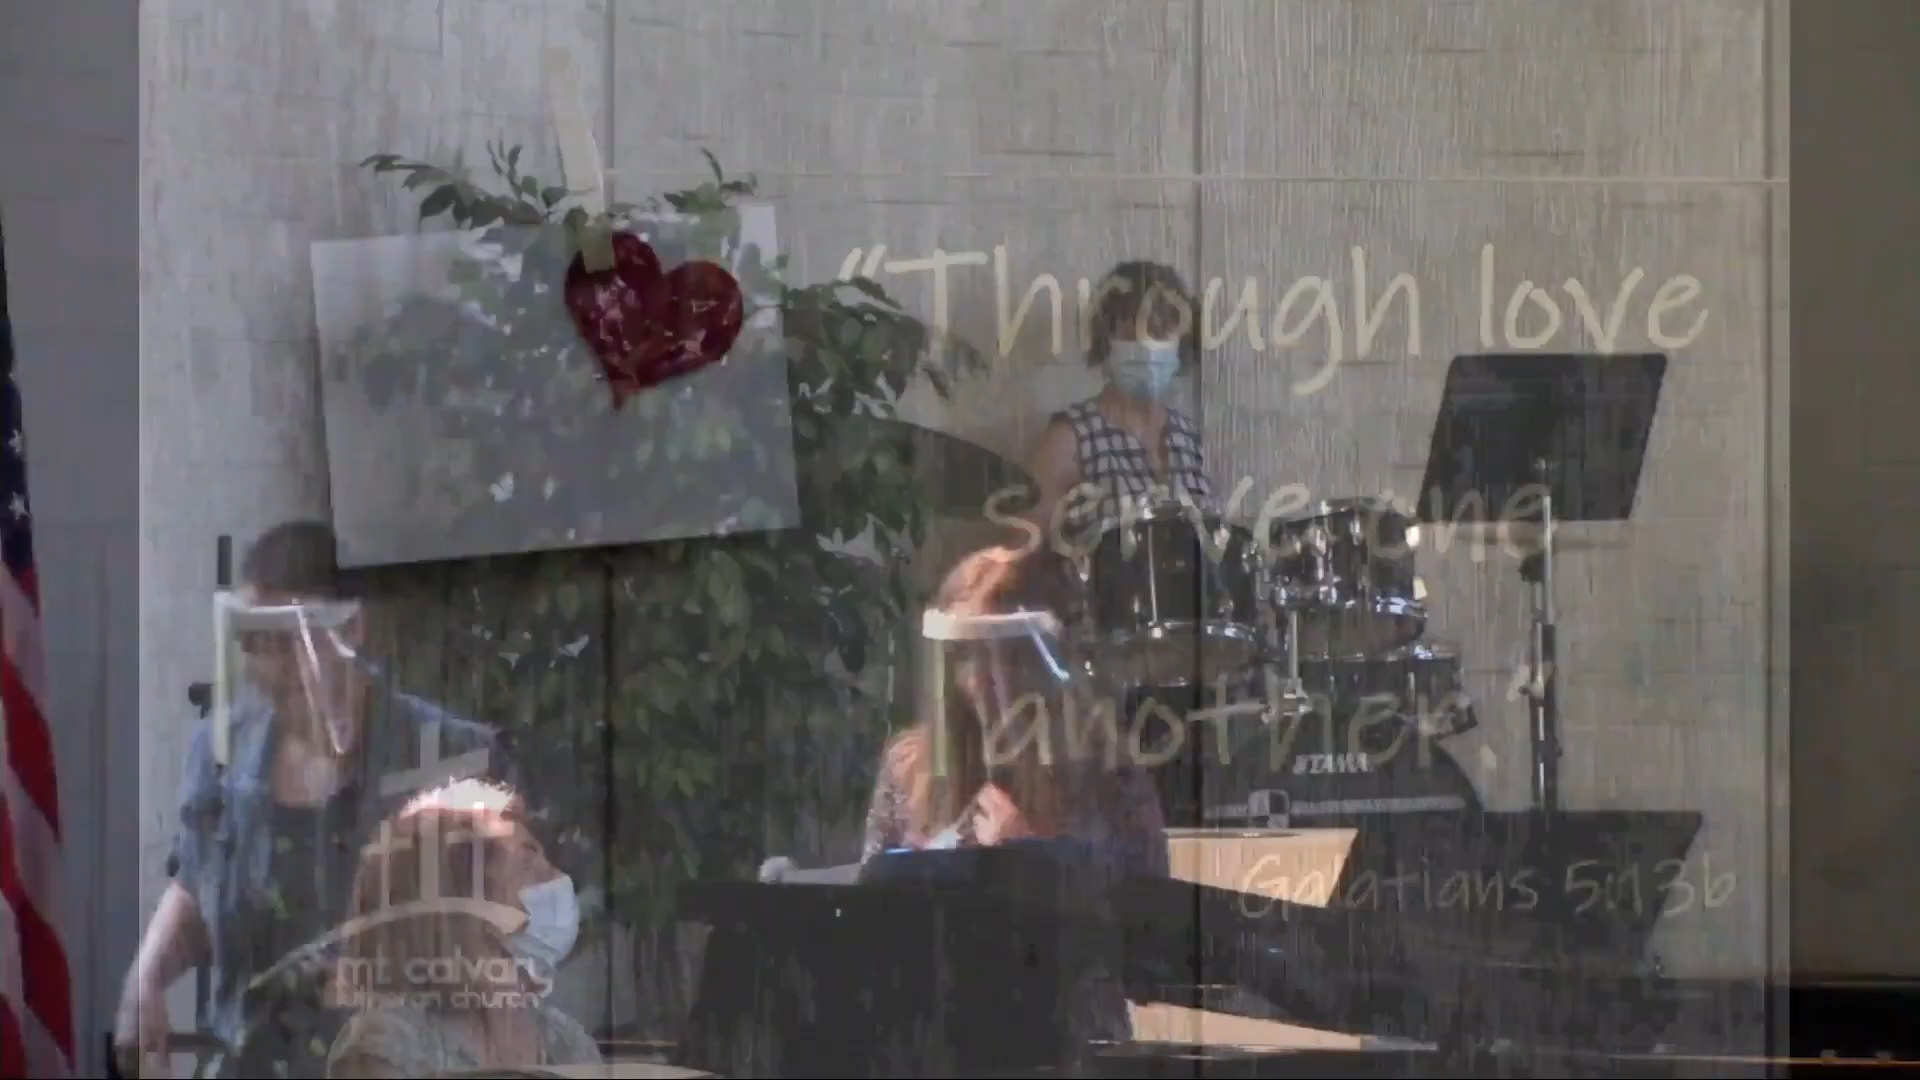 "Through love
serve one
another."
TAMA
Galatians 5:13b
mt calvary
lutheran church